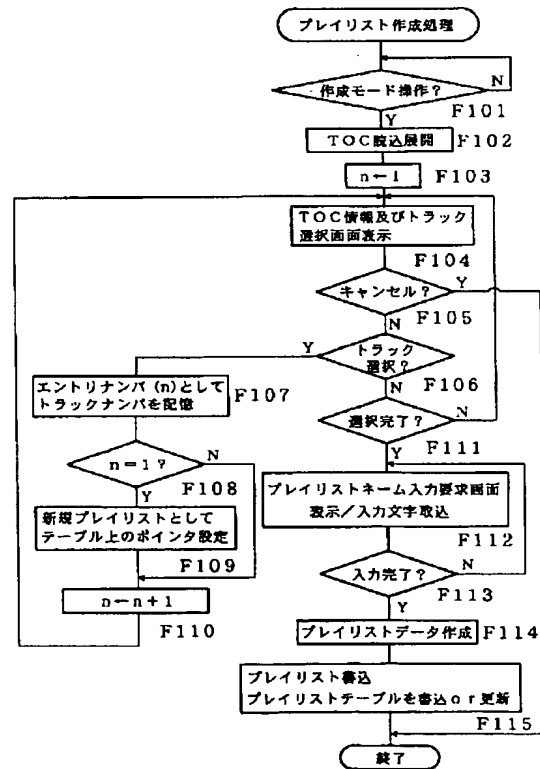 プレイリスト作成処理
作成モード操作？
N
F101
Y
TOC読込展開
F102
n←1
F103
TOC情報及びトラック
選択画面表示
F104
キャンセル？
Y
F105
N
トラック
選択？
Y
F106
N
エントリナンバ（n）として
トラックナンバを記憶
F107
選択完了？
N
F111
Y
n＝1？
N
F108
Y
プレイリストネーム入力要求画面
表示／入力文字取込
F112
新規プレイリストとして
テーブル上のポインタ設定
F109
入力完了？
N
F113
Y
n←n＋1
F110
プレイリストデータ作成
F114
プレイリスト書込
プレイリストテーブルを書込or更新
F115
終了